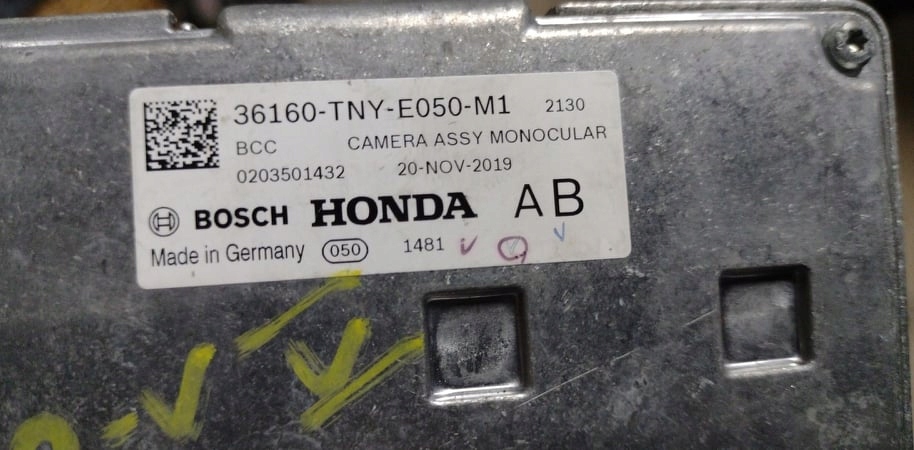 36160-TNY-E050-M1 2130
BCC CAMERA ASSY MONOCULAR
0203501432 20-NOV-2019
BOSCH HONDA AB
Made in Germany 050 1481